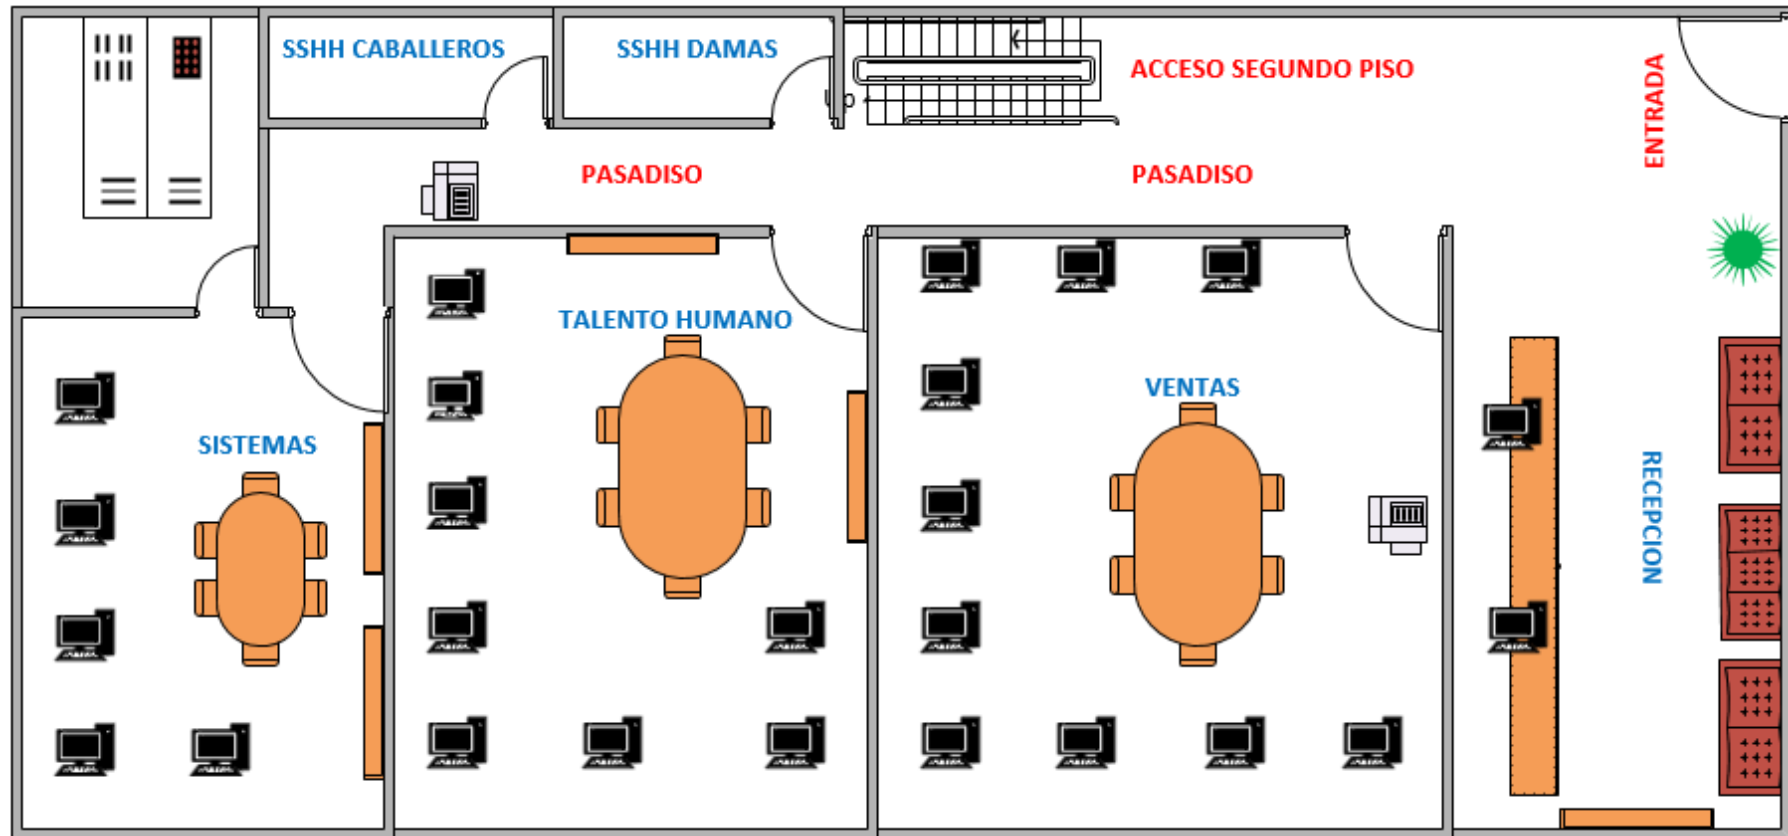 SSHH CABALLEROS
SSHH DAMAS
ACCESO SEGUNDO PISO
ENTRADA
PASADISO
PASADISO
TALENTO HUMANO
VENTAS
SISTEMAS
RECEPCION